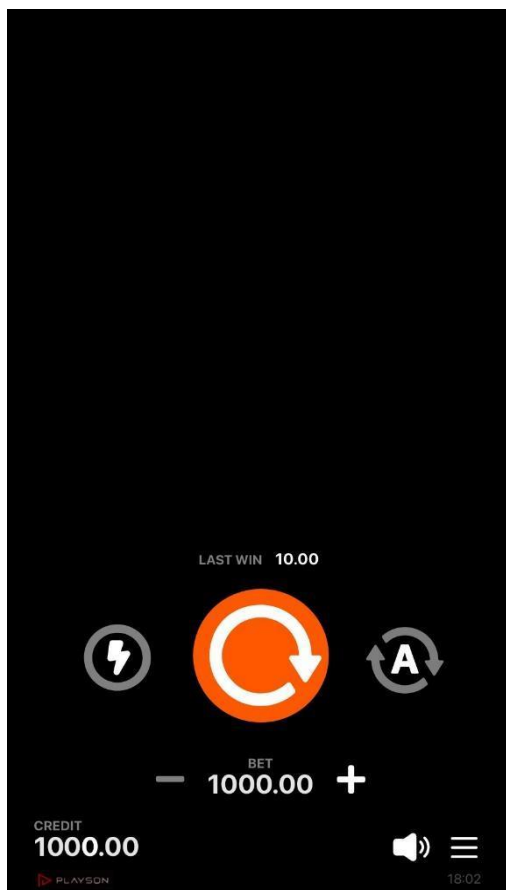 LAST WIN 10.00
A
BET
1000.00
CREDIT
1000.00
PLAYSON
18:02